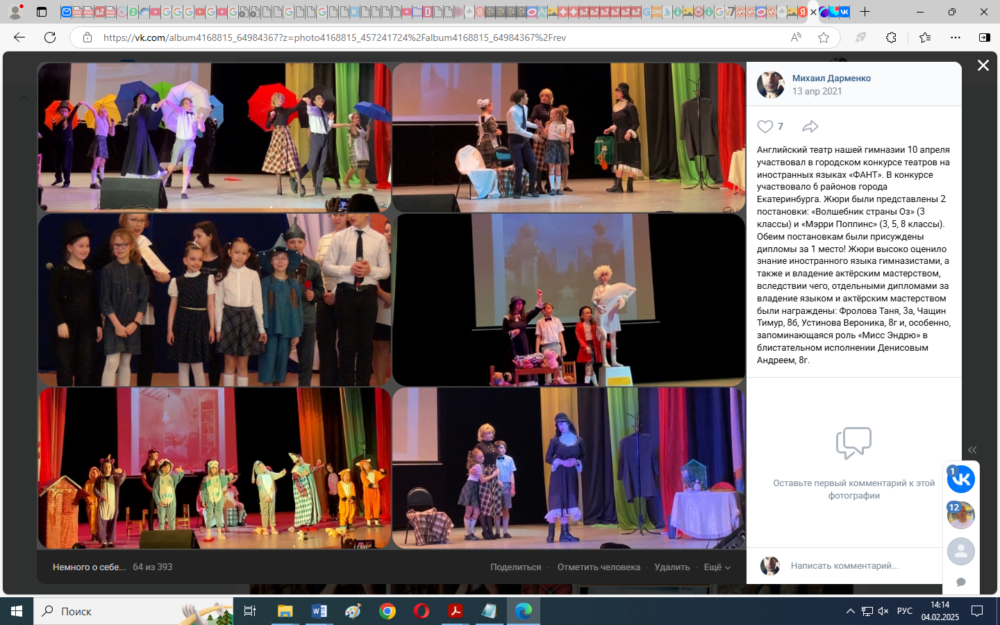 https://vk.com/album4168815_64984367?z=photo4168815_457241724%2Falbum4168815_64984367%2Frev
Михаил Дарменко
13 апр 2021
7
Английский театр нашей гимназии 10 апреля
участвовал в городском конкурсе театров на
иностранных языках «ФАНТ». В конкурсе
участвовало 6 районов города
Екатеринбурга. Жюри были представлены 2
постановки: «Волшебник страны Оз» (3
классы) и «Мэрри Поппинс» (3, 5, 8 классы).
Обеим постановкам были присуждены
дипломы за 1 место! Жюри высоко оценило
знание иностранного языка гимназистами, а
также и владение актёрским мастерством,
вследствии чего, отдельными дипломами за
владение языком и актёрским мастерством
были награждены: Фролова Таня, 3а, Чащин
Тимур, 8б, Устинова Вероника, 8г и, особенно,
запоминающаяся роль «Мисс Эндрю» в
блистательном исполнении Денисовым
Андреем, 8г.
Оставьте первый комментарий к этой
фотографии
1
12
Написать комментарий...
Немного о себе... 64 из 393
Поделиться · Отметить человека · Удалить · Ещё
Поиск
РУС
14:14
04.02.2025